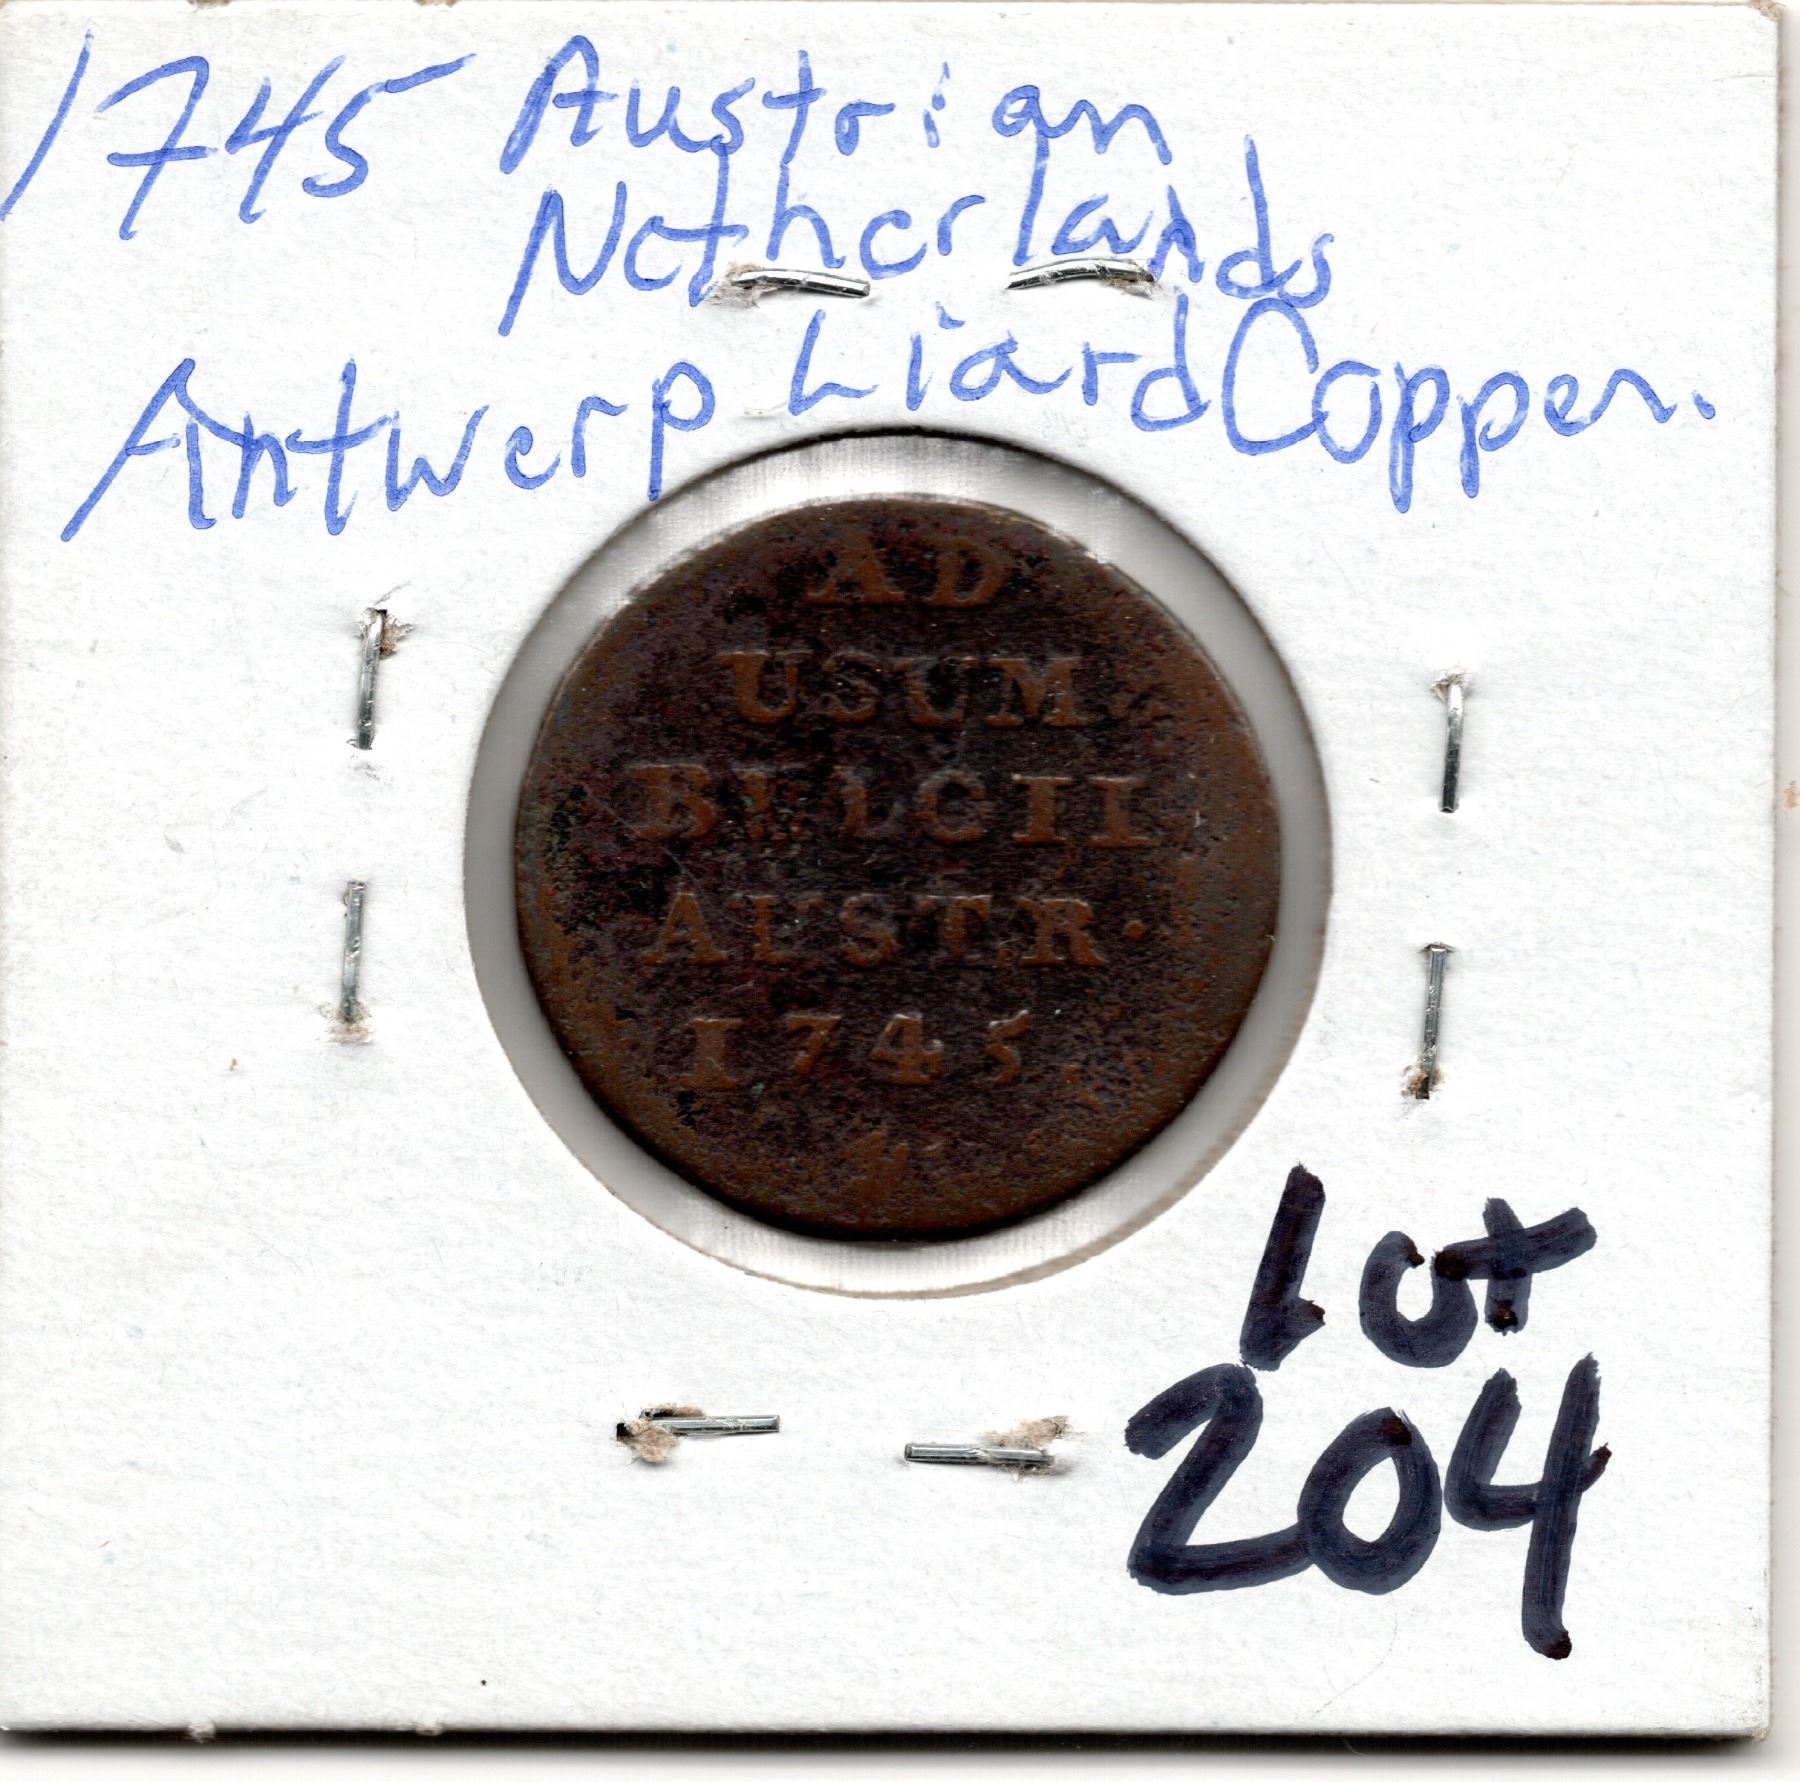 1745 Austrian
Netherlands
Antwerp Liard Copper.
AD
USUM
BELGII
AUSTR.
1745.
Lot
204